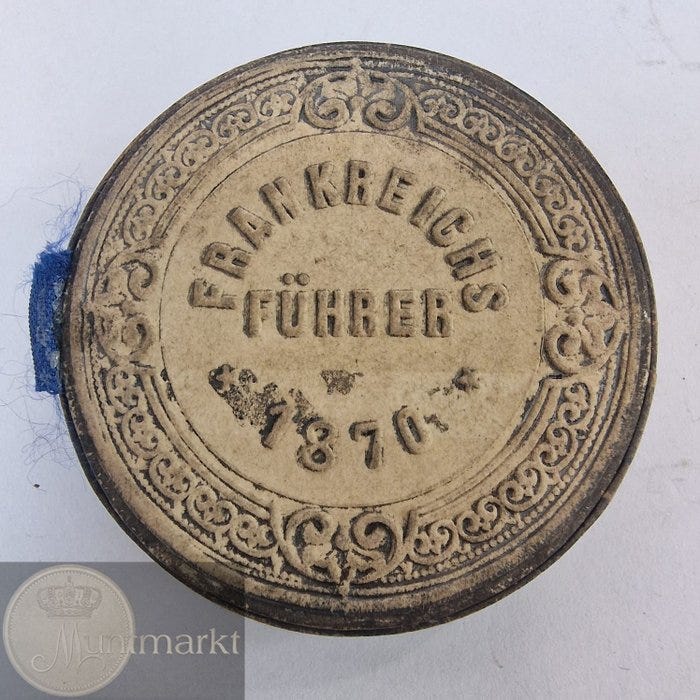 FRANKREICHS
FÜHRER
1870
Muntmarkt